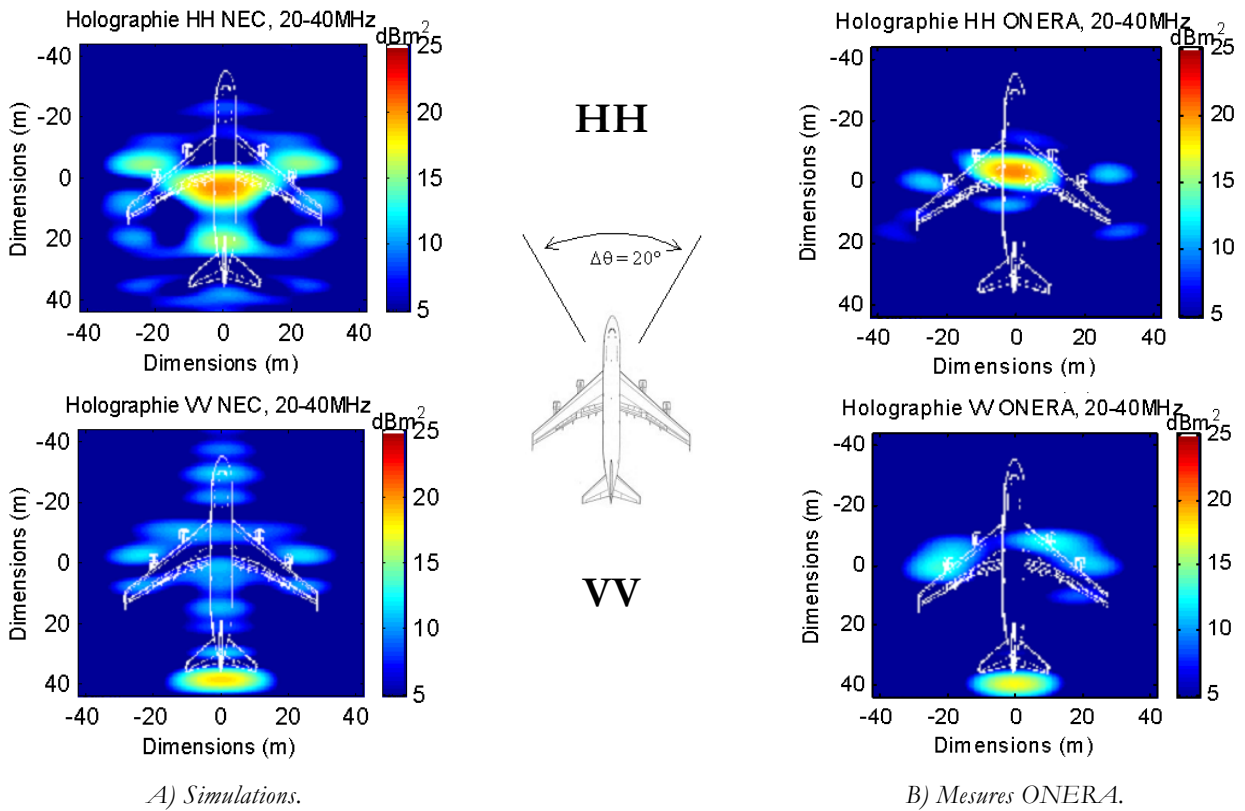 Holographie HH NEC, 20-40MHz
dBm²
25
20
15
10
5
-40
-20
0
20
40
Dimensions (m)
-40 -20 0 20 40
Dimensions (m)
HH
Δθ = 20°
VV
Holographie HH ONERA, 20-40MHz
dBm²
25
20
15
10
5
-40
-20
0
20
40
Dimensions (m)
-40 -20 0 20 40
Dimensions (m)
Holographie VV NEC, 20-40MHz
dBm²
25
20
15
10
5
-40
-20
0
20
40
Dimensions (m)
-40 -20 0 20 40
Dimensions (m)
Holographie VV ONERA, 20-40MHz
dBm²
25
20
15
10
5
-40
-20
0
20
40
Dimensions (m)
-40 -20 0 20 40
Dimensions (m)
A) Simulations.
B) Mesures ONERA.